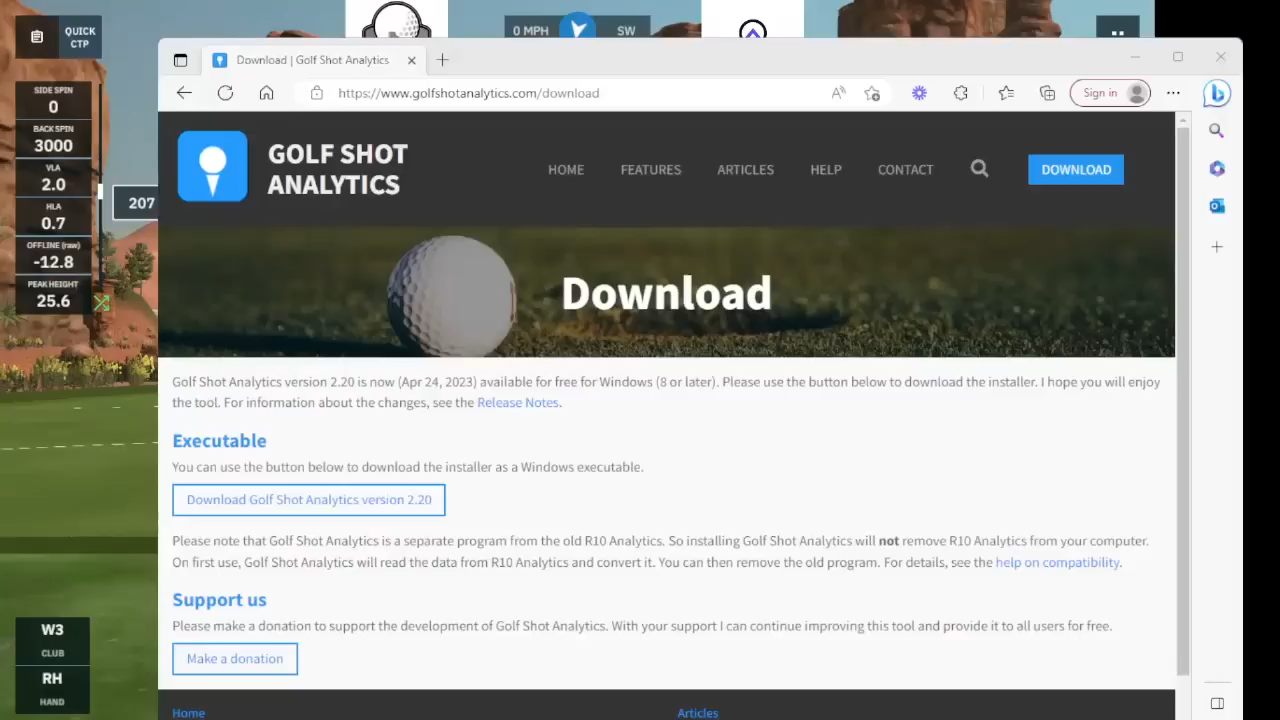 QUICK
CTP
0 MPH
SW
SIDE SPIN
0
BACK SPIN
3000
VLA
2.0
HLA
0.7
OFFLINE (raw)
-12.8
PEAK HEIGHT
25.6
207
W3
CLUB
RH
HAND
Download | Golf Shot Analytics
https://www.golfshotanalytics.com/download
Sign in
GOLF SHOT
ANALYTICS
HOME
FEATURES
ARTICLES
HELP
CONTACT
DOWNLOAD
Download
Golf Shot Analytics version 2.20 is now (Apr 24, 2023) available for free for Windows (8 or later). Please use the button below to download the installer. I hope you will enjoy
the tool. For information about the changes, see the Release Notes.
Executable
You can use the button below to download the installer as a Windows executable.
Download Golf Shot Analytics version 2.20
Please note that Golf Shot Analytics is a separate program from the old R10 Analytics. So installing Golf Shot Analytics will not remove R10 Analytics from your computer.
On first use, Golf Shot Analytics will read the data from R10 Analytics and convert it. You can then remove the old program. For details, see the help on compatibility.
Support us
Please make a donation to support the development of Golf Shot Analytics. With your support I can continue improving this tool and provide it to all users for free.
Make a donation
Home
Articles